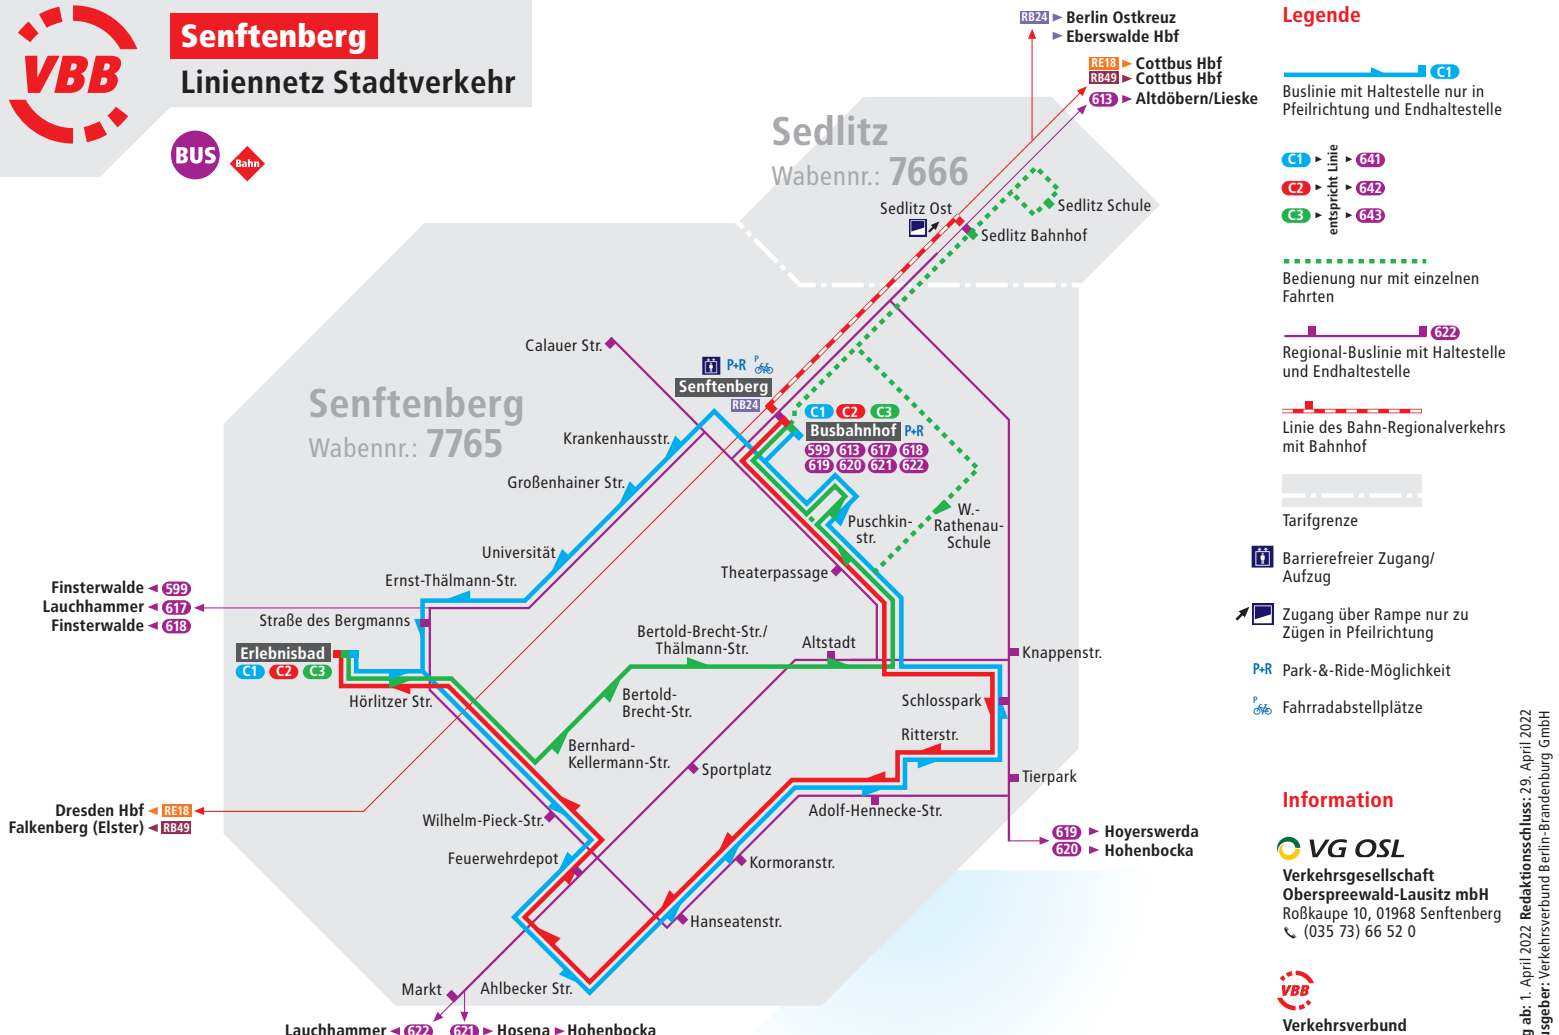 VBB
Senftenberg
Liniennetz Stadtverkehr
BUS
Bahn
RB24 Berlin Ostkreuz
Eberswalde Hbf
RE18 Cottbus Hbf
RB49 Cottbus Hbf
613 Altdöbern/Lieske
Sedlitz
Wabennr.: 7666
Sedlitz Ost
Sedlitz Schule
Sedlitz Bahnhof
Calauer Str.
P+R
P
Senftenberg
RB24
Senftenberg
Wabennr.: 7765
C1 C2 C3
Busbahnhof P+R
599 613 617 618
619 620 621 622
Krankenhausstr.
Großenhainer Str.
Universität
Ernst-Thälmann-Str.
Puschkin-
str.
W.-
Rathenau-
Schule
Theaterpassage
Finsterwalde 599
Lauchhammer 617
Finsterwalde 618
Straße des Bergmanns
Erlebnisbad
C1 C2 C3
Hörlitzer Str.
Bertold-Brecht-Str./
Thälmann-Str.
Altstadt
Knappenstr.
Bertold-
Brecht-Str.
Schlosspark
Ritterstr.
Bernhard-
Kellermann-Str.
Sportplatz
Tierpark
Adolf-Hennecke-Str.
Dresden Hbf RE18
Falkenberg (Elster) RB49
Wilhelm-Pieck-Str.
Feuerwehrdepot
Kormoranstr.
619 Hoyerswerda
620 Hohenbocka
Hanseatenstr.
Markt
Ahlbecker Str.
Lauchhammer 622 621 Hosena Hohenbocka
Legende
C1
Buslinie mit Haltestelle nur in
Pfeilrichtung und Endhaltestelle
C1 641
C2 642
C3 643
entspricht Linie
Bedienung nur mit einzelnen
Fahrten
622
Regional-Buslinie mit Haltestelle
und Endhaltestelle
Linie des Bahn-Regionalverkehrs
mit Bahnhof
Tarifgrenze
Barrierefreier Zugang/
Aufzug
Zugang über Rampe nur zu
Zügen in Pfeilrichtung
P+R Park-&-Ride-Möglichkeit
P Fahrradabstellplätze
Information
VG OSL
Verkehrsgesellschaft
Oberspreewald-Lausitz mbH
Roßkaupe 10, 01968 Senftenberg
(035 73) 66 52 0
VBB
Verkehrsverbund
ab: 1. April 2022 Redaktionsschluss: 29. April 2022
Verkehrsverbund Berlin-Brandenburg GmbH